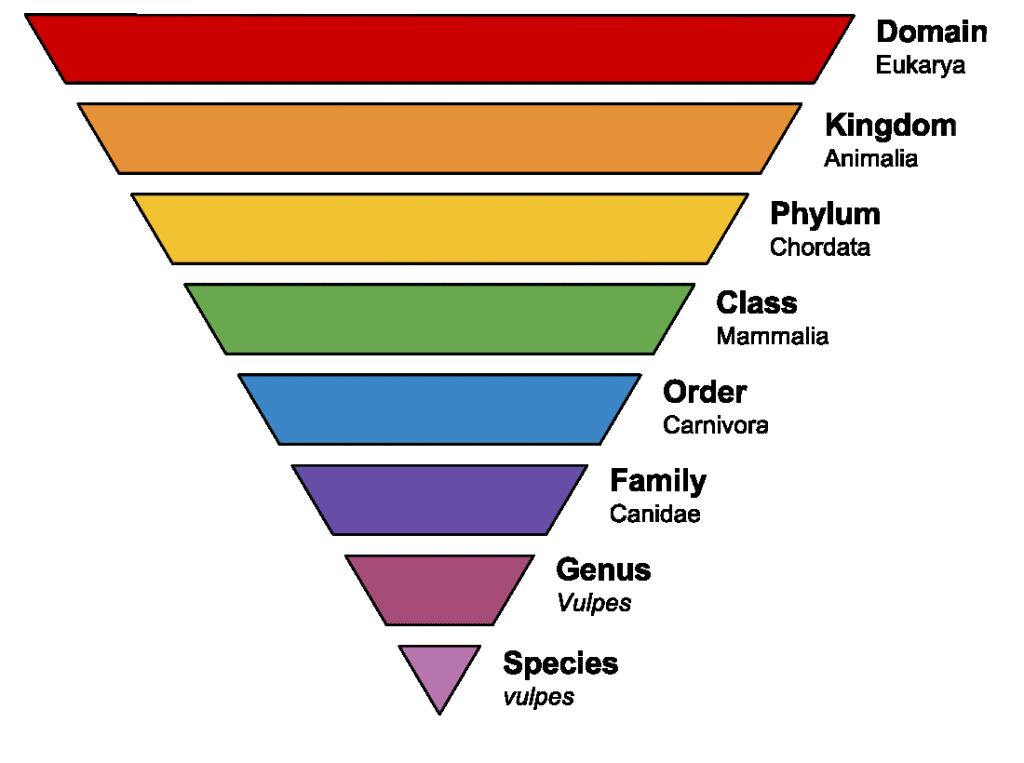 Domain
Eukarya
Kingdom
Animalia
Phylum
Chordata
Class
Mammalia
Order
Carnivora
Family
Canidae
Genus
Vulpes
Species
vulpes